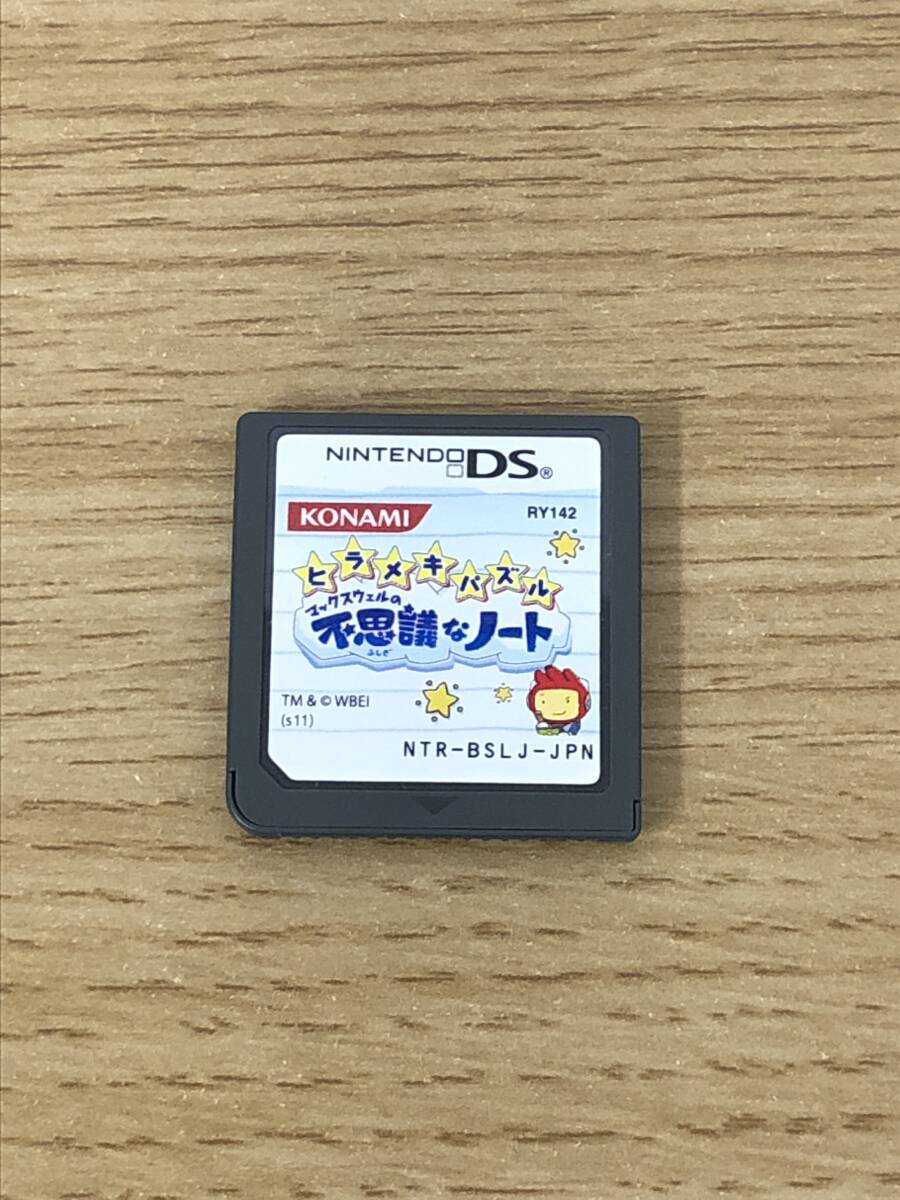 NINTENDO DS®
KONAMI
RY142
ヒラメキパズル
マックスウェルの
不思議なノート
ふしぎ
TM & © WBEI
(s11)
NTR-BSLJ-JPN